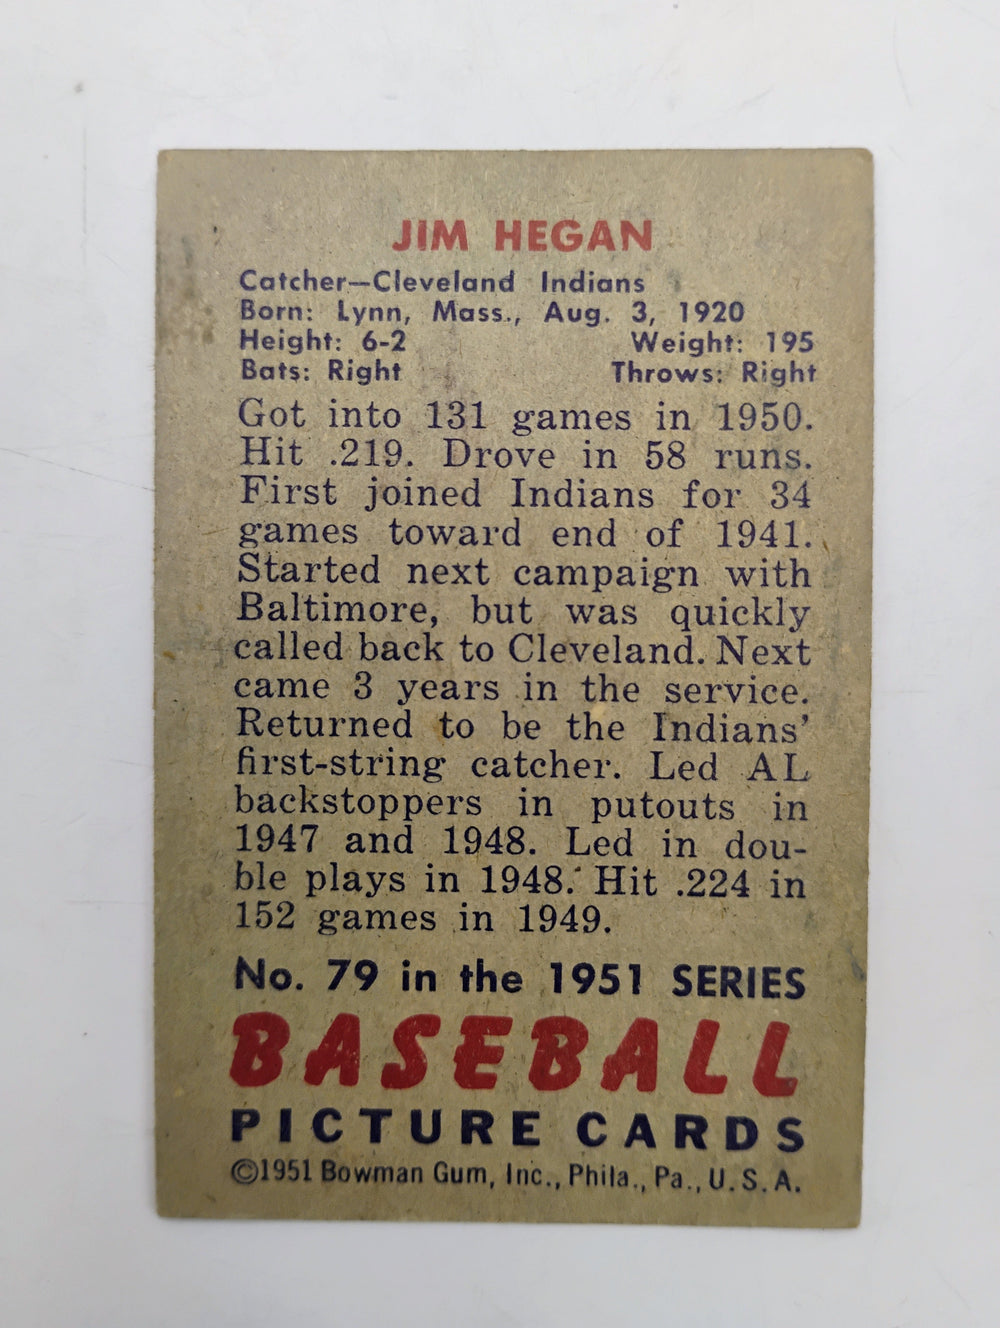 JIM HEGAN
Catcher—Cleveland Indians
Born: Lynn, Mass., Aug. 3, 1920
Height: 6-2 Weight: 195
Bats: Right Throws: Right
Got into 131 games in 1950.
Hit .219. Drove in 58 runs.
First joined Indians for 34
games toward end of 1941.
Started next campaign with
Baltimore, but was quickly
called back to Cleveland. Next
came 3 years in the service.
Returned to be the Indians’
first-string catcher. Led AL
backstoppers in putouts in
1947 and 1948. Led in dou-
ble plays in 1948. Hit .224 in
152 games in 1949.
No. 79 in the 1951 SERIES
BASEBALL
PICTURE CARDS
©1951 Bowman Gum, Inc., Phila., Pa., U.S.A.